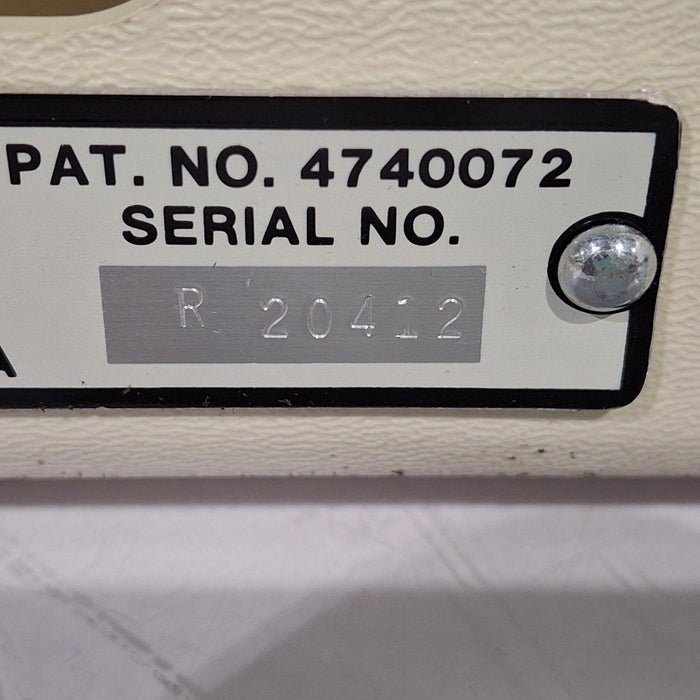 PAT. NO. 4740072
SERIAL NO.
R 20412
A